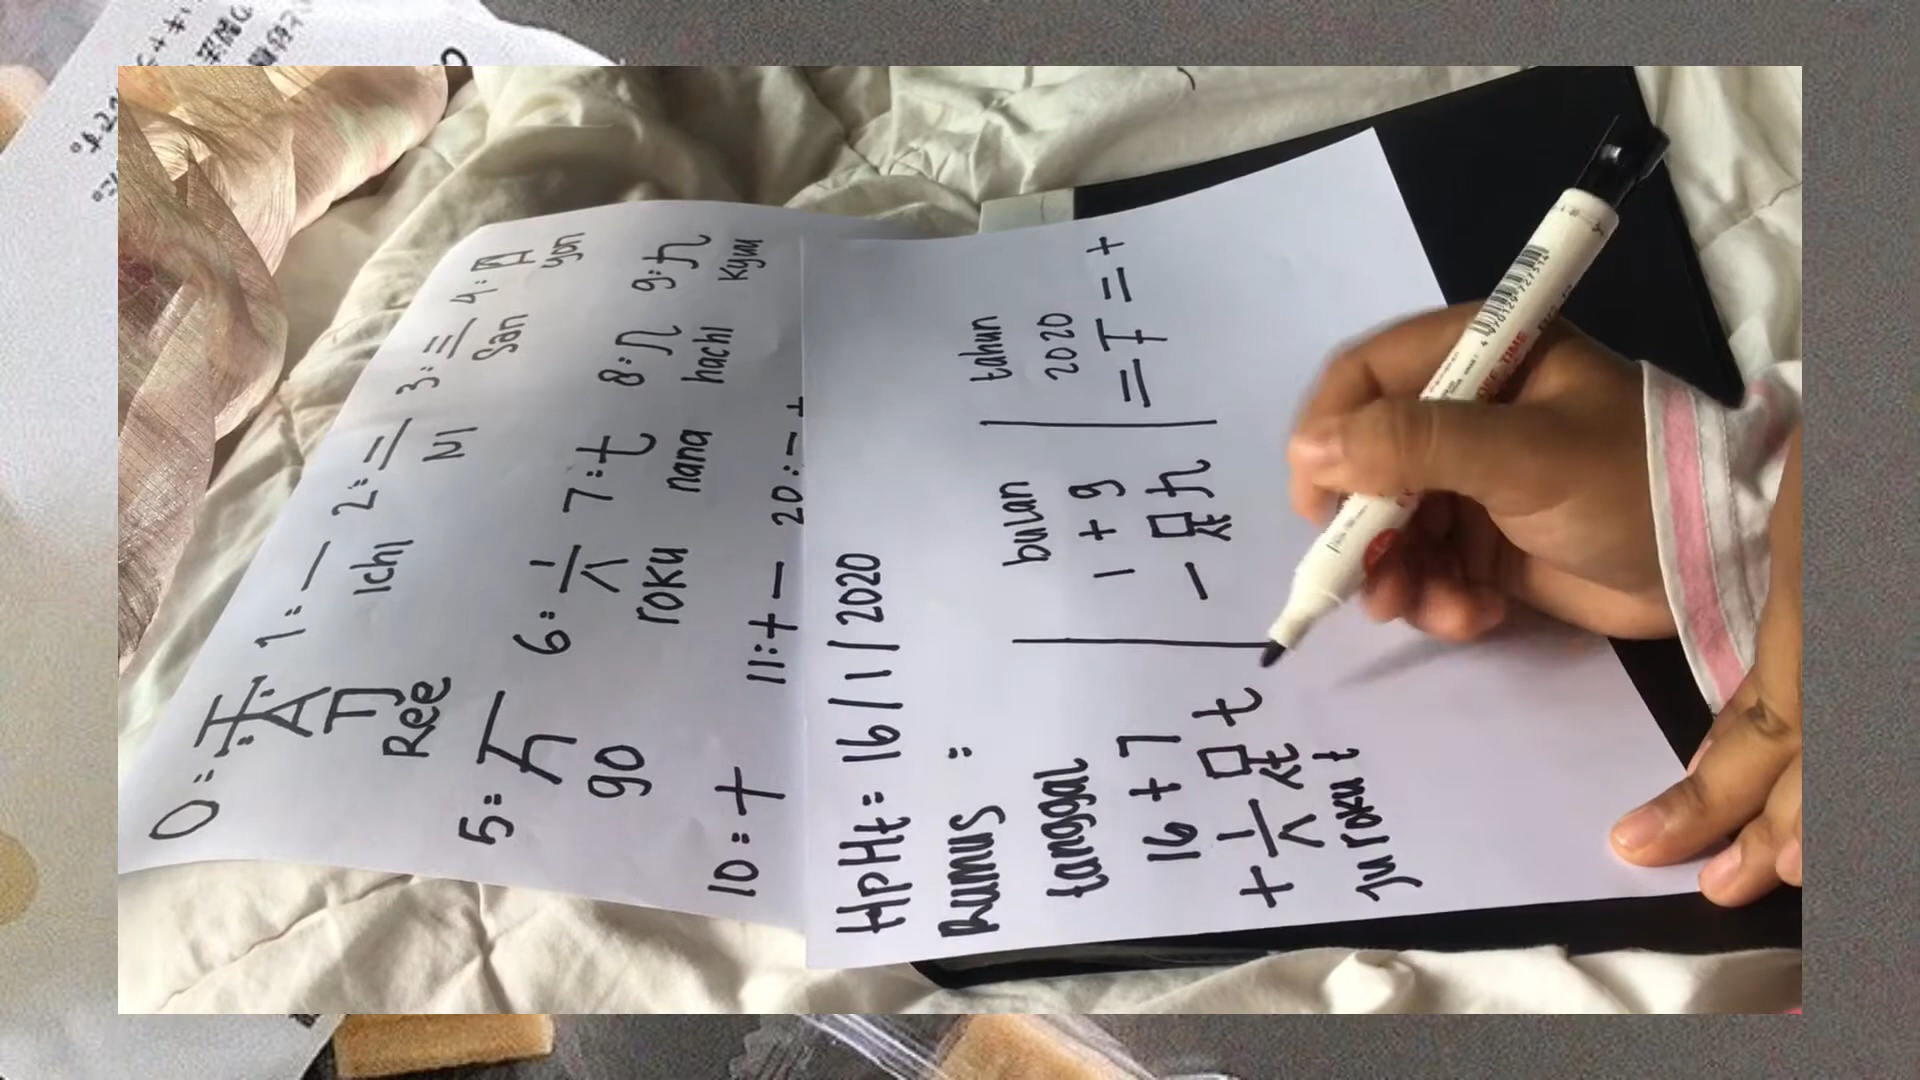 0 = 零 1 = 一 2 = 二 3 = 三 4 : 四
Ree Ichi Ni San yon
5 = 五 6 = 六 7 : 七 8 : 八 9 : 九
go roku nana hachi kyuu
10 = 十 11 : 十一 20 : 二十
HpHt = 16/1/2020
Rumus :
tanggal bulan tahun
16 + 7 1 + 9 2020
十六足七 一足九 二千二十
Ju roku t